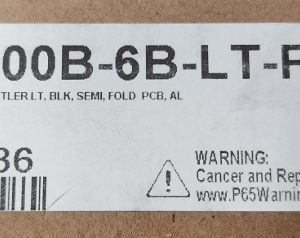 00B-6B-LT-F
TLER LT, BLK, SEMI, FOLD PCB, AL
36
WARNING:
Cancer and Rep
www.P65Warnin